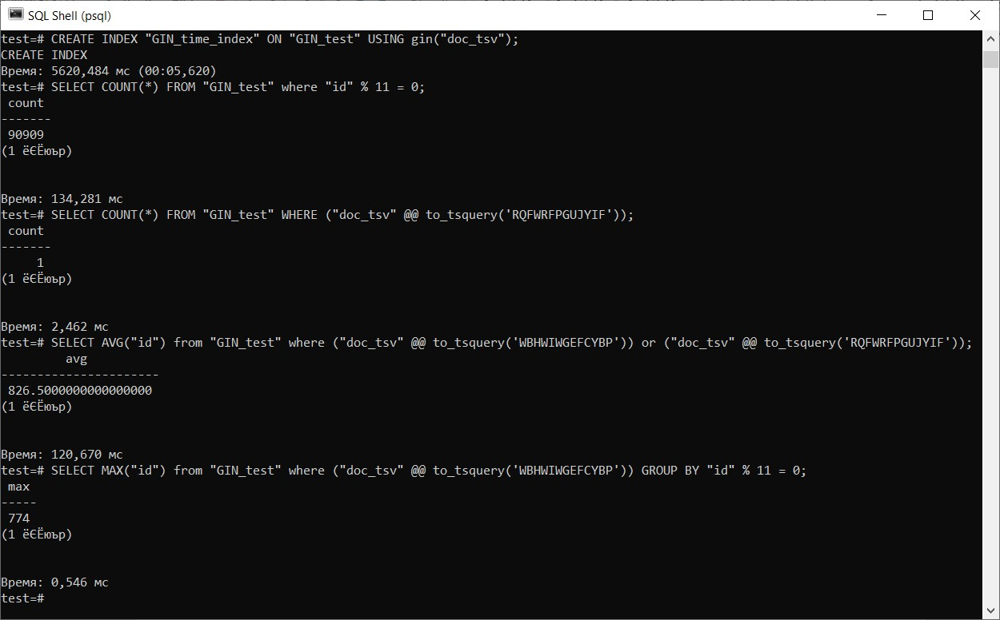 SQL Shell (psql)
test=# CREATE INDEX "GIN_time_index" ON "GIN_test" USING gin("doc_tsv");
CREATE INDEX
Время: 5620,484 мс (00:05,620)
test=# SELECT COUNT(*) FROM "GIN_test" where "id" % 11 = 0;
 count
-------
 90909
(1 ёЄЁюър)
Время: 134,281 мс
test=# SELECT COUNT(*) FROM "GIN_test" WHERE ("doc_tsv" @@ to_tsquery('RQFWRFPGUJYIF'));
 count
-------
     1
(1 ёЄЁюър)
Время: 2,462 мс
test=# SELECT AVG("id") from "GIN_test" where ("doc_tsv" @@ to_tsquery('WBHWIWGEFCYBP')) or ("doc_tsv" @@ to_tsquery('RQFWRFPGUJYIF'));
         avg
----------------------
 826.5000000000000000
(1 ёЄЁюър)
Время: 120,670 мс
test=# SELECT MAX("id") from "GIN_test" where ("doc_tsv" @@ to_tsquery('WBHWIWGEFCYBP')) GROUP BY "id" % 11 = 0;
 max
-----
 774
(1 ёЄЁюър)
Время: 0,546 мс
test=#